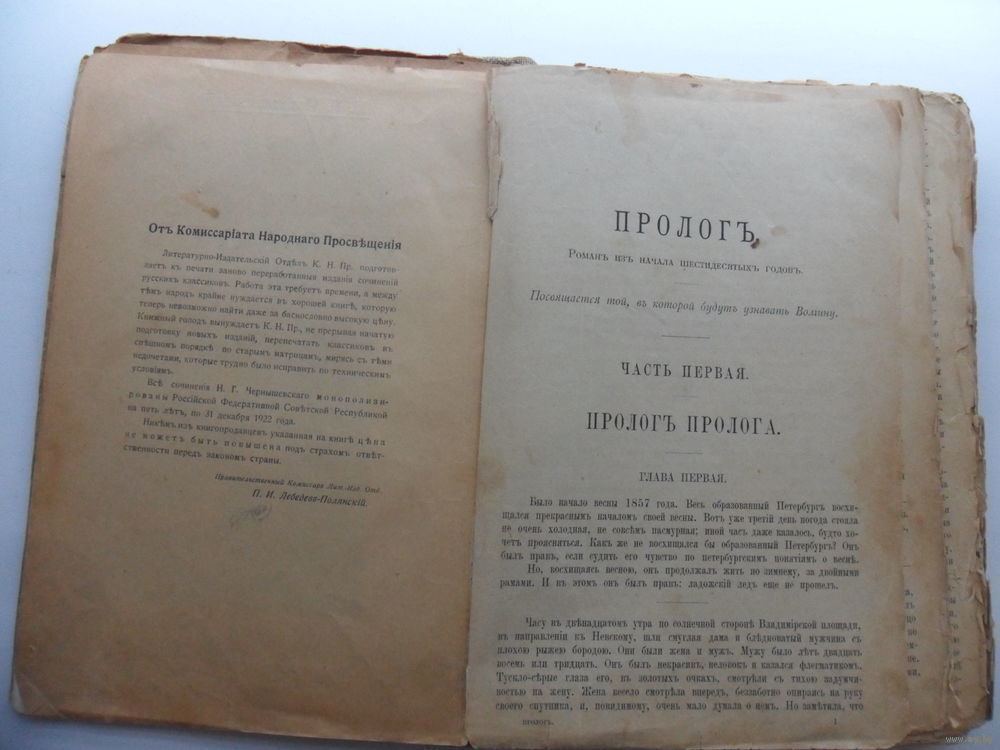 Отъ Комиссаріата Народнаго Просвѣщенія
Литературно-Издательскій Отдѣлъ К. Н. Пр. подготов-
ляетъ къ печати заново переработанныя изданія сочиненій
русскихъ классиковъ. Работа эта требуетъ времени, а между
тѣмъ народъ крайне нуждается въ хорошей книгѣ, которую
теперь невозможно найти даже за баснословно высокую цѣну.
Книжный голодъ вынуждаетъ К. Н. Пр., не прерывая начатую
подготовку новыхъ изданій, перепечатать классиковъ въ
спѣшномъ порядкѣ по старымъ матрицамъ, мирясь съ тѣми
недочетами, которые трудно было исправить по техническимъ
условіямъ.
Всѣ сочиненія Н. Г. Чернышевскаго монополизи-
рованы Россійской Федеративной Совѣтской Республикой
на пять лѣтъ, по 31 декабря 1922 года.
Никѣмъ изъ книгопродавцевъ указанная на книгѣ цѣна
не можетъ быть повышена подъ страхомъ отвѣт-
ственности передъ закономъ страны.
Правительственный Комиссаръ Лит.-Изд. Отд.
П. И. Лебедевъ-Полянскій.
ПРОЛОГЪ.
Романъ изъ начала шестидесятыхъ годовъ.
Посвящается той, въ которой будутъ узнавать Волгину.
ЧАСТЬ ПЕРВАЯ.
ПРОЛОГЪ ПРОЛОГА.
ГЛАВА ПЕРВАЯ.
Было начало весны 1857 года. Весь образованный Петербургъ восхи-
щался прекраснымъ началомъ своей весны. Вотъ уже третій день погода стояла
не очень холодная, не совсѣмъ пасмурная; иной часъ даже казалось, будто хо-
четъ проясняться. Какъ же не восхищался бы образованный Петербургъ? Онъ
былъ правъ, если судить его чувство по петербургскимъ понятіямъ о веснѣ.
Но, восхищаясь весною, онъ продолжалъ жить по зимнему, за двойными
рамами. И въ этомъ онъ былъ правъ: ладожскій ледъ еще не прошелъ.
Часу въ двѣнадцатомъ утра по солнечной сторонѣ Владимірской площади,
въ направленіи къ Невскому, шли смуглая дама и блѣдноватый мужчина съ
плохою рыжею бородою. Они были жена и мужъ. Мужу было лѣтъ двадцать
восемь или тридцать. Онъ былъ некрасивъ, неловокъ и казался флегматикомъ.
Тускло-сѣрые глаза его, въ золотыхъ очкахъ, смотрѣли съ тихою задумчи-
востью на жену. Жена весело смотрѣла впередъ, беззаботно опираясь на руку
своего спутника, и, повидимому, очень мало думала о немъ. Но замѣтила, что
ПРОЛОГЪ. 1